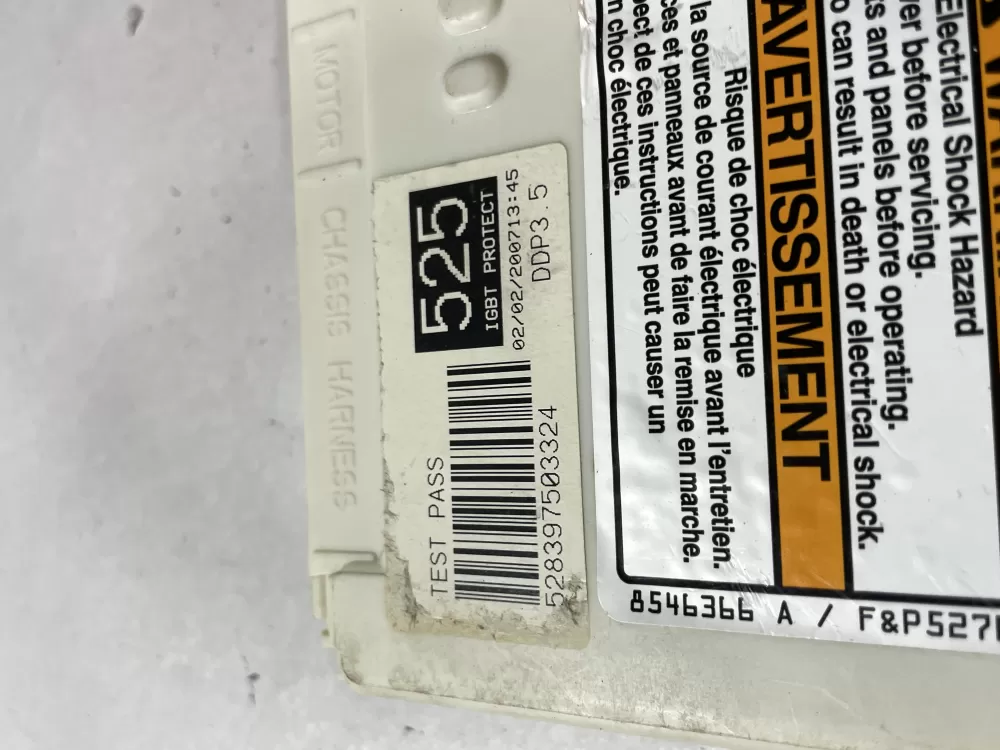 MOTOR
CHASSIS HARNESS
525
IGBT PROTECT
02/02/200713:45
DDP3.5
TEST PASS
528397503324
Electrical Shock Hazard
er before servicing.
s and panels before operating.
o can result in death or electrical shock.
AVERTISSEMENT
Risque de choc électrique
la source de courant électrique avant l'entretien.
ces et panneaux avant de faire la remise en marche.
pect de ces instructions peut causer un
n choc électrique.
8546366 A / F&P527